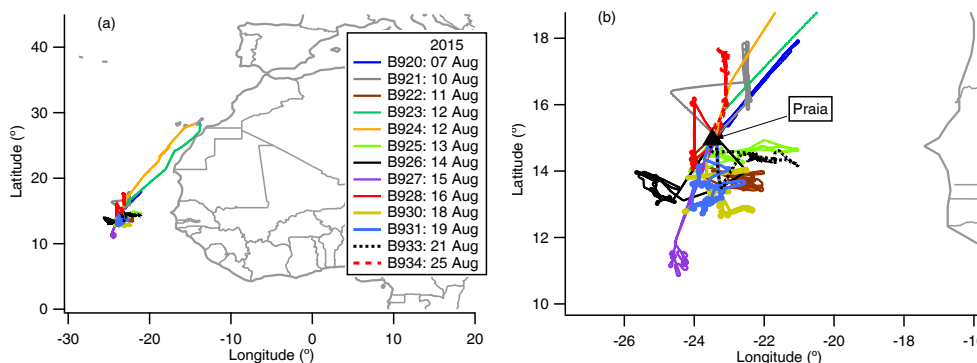 (a)
2015
B920: 07 Aug
B921: 10 Aug
B922: 11 Aug
B923: 12 Aug
B924: 12 Aug
B925: 13 Aug
B926: 14 Aug
B927: 15 Aug
B928: 16 Aug
B930: 18 Aug
B931: 19 Aug
B933: 21 Aug
B934: 25 Aug
Latitude (º)
40
30
20
10
0
-30
-20
-10
0
10
20
Longitude (º)
(b)
Praia
Latitude (º)
18
16
14
12
10
-26
-24
-22
-20
-18
-16
Longitude (º)